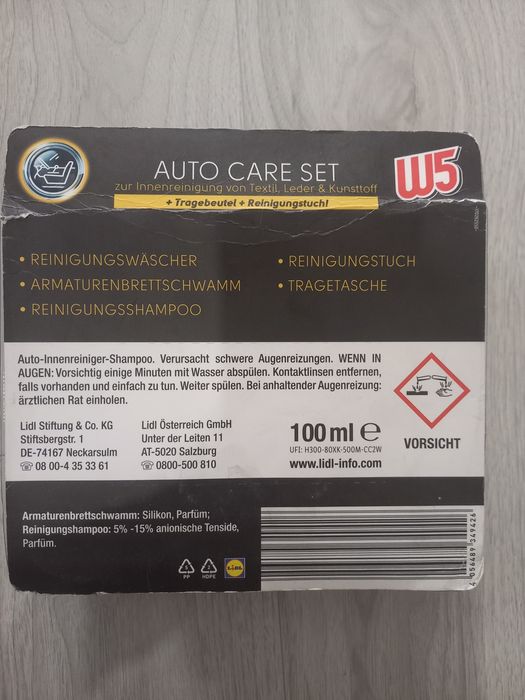 AUTO CARE SET
zur Innenreinigung von Textil, Leder & Kunststoff
+ Tragebeutel + Reinigungstuch!
W5
• REINIGUNGSWÄSCHER
• ARMATURENBRETTSCHWAMM
• REINIGUNGSSHAMPOO
• REINIGUNGSTUCH
• TRAGETASCHE
Auto-Innenreiniger-Shampoo. Verursacht schwere Augenreizungen. WENN IN
AUGEN: Vorsichtig einige Minuten mit Wasser abspülen. Kontaktlinsen entfernen,
falls vorhanden und einfach zu tun. Weiter spülen. Bei anhaltender Augenreizung:
ärztlichen Rat einholen.
Lidl Stiftung & Co. KG
Stiftsbergstr. 1
DE-74167 Neckarsulm
☏ 08 00-4 35 33 61
Lidl Österreich GmbH
Unter der Leiten 11
AT-5020 Salzburg
☏ 0800-500 810
100 ml ℮
UFI: H300-80XK-500M-CC2W
www.lidl-info.com
VORSICHT
Armaturenbrettschwamm: Silikon, Parfüm;
Reinigungsshampoo: 5% -15% anionische Tenside,
Parfüm.
PP
HDPE
LIDL
4 056489 349426